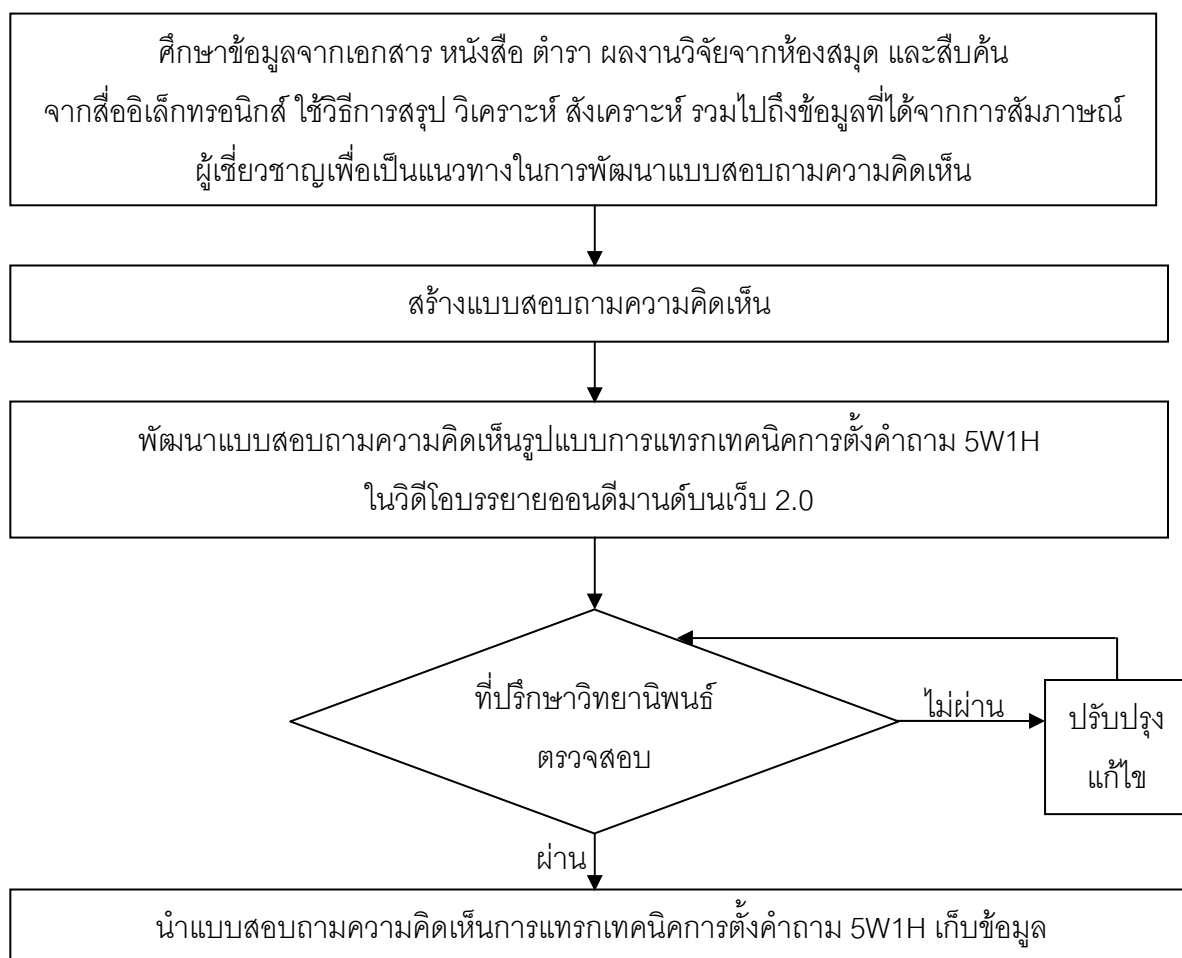 ศึกษาข้อมูลจากเอกสาร หนังสือ ตำรา ผลงานวิจัยจากห้องสมุด และสืบค้น
จากสื่ออิเล็กทรอนิกส์ ใช้วิธีการสรุป วิเคราะห์ สังเคราะห์ รวมไปถึงข้อมูลที่ได้จากการสัมภาษณ์
ผู้เชี่ยวชาญเพื่อเป็นแนวทางในการพัฒนาแบบสอบถามความคิดเห็น
สร้างแบบสอบถามความคิดเห็น
พัฒนาแบบสอบถามความคิดเห็นรูปแบบการแทรกเทคนิคการตั้งคำถาม 5W1H
ในวิดีโอบรรยายออนดีมานด์บนเว็บ 2.0
ที่ปรึกษาวิทยานิพนธ์
ตรวจสอบ
ไม่ผ่าน
ปรับปรุง
แก้ไข
ผ่าน
นำแบบสอบถามความคิดเห็นการแทรกเทคนิคการตั้งคำถาม 5W1H เก็บข้อมูล